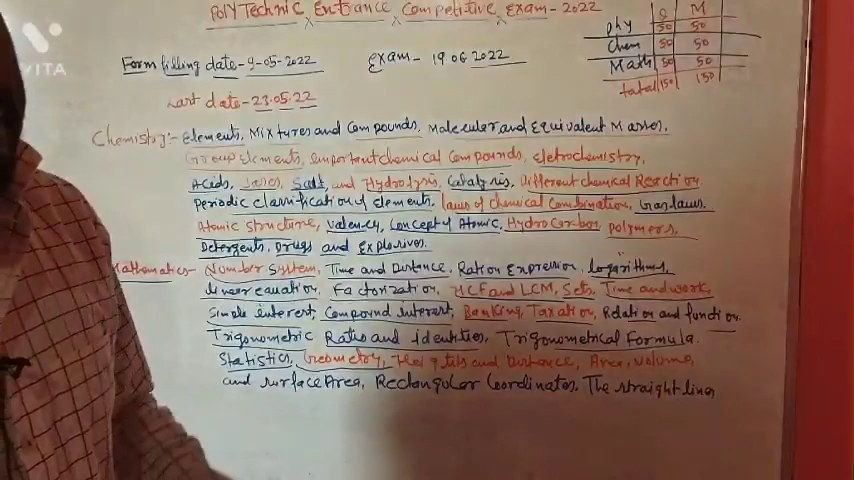 PolyTechnic Entrance Competitive Exam - 2022
Q M
Phy 50 50
Chem 50 50
Math 50 50
total 150 150
VITA
Form filling date - 9-05-2022 Exam - 19.06.2022
Last date - 23.05.22
Chemistry:- Elements, Mixtures and Compounds, Molecular and Equivalent Masses.
Group Elements, important chemical Compounds, eletrochemistry,
Acids, bases, Salt, and Hydrolysis, Catalysis, Different chemical Reaction
Periodic classification of elements, laws of chemical combination, Gas laws.
Atomic structure, Valency, Concept of Atomic, Hydrocarbon, polymers.
Detergents, Drugs and Explosives.
Mathematics - Number System, Time and Distance, Ration Expression, logarithms,
linear equation, Factorization, HCF and LCM, Sets, Time and work,
Simple interest, Compound interest, Banking, Taxation, Relation and function.
Trigonometric Ratio and identities, Trigonometrical Formula.
Statistics, Geometry, Heights and Distance, Area, volume,
and surface Area, Rectangular Coordinates, The straight line,